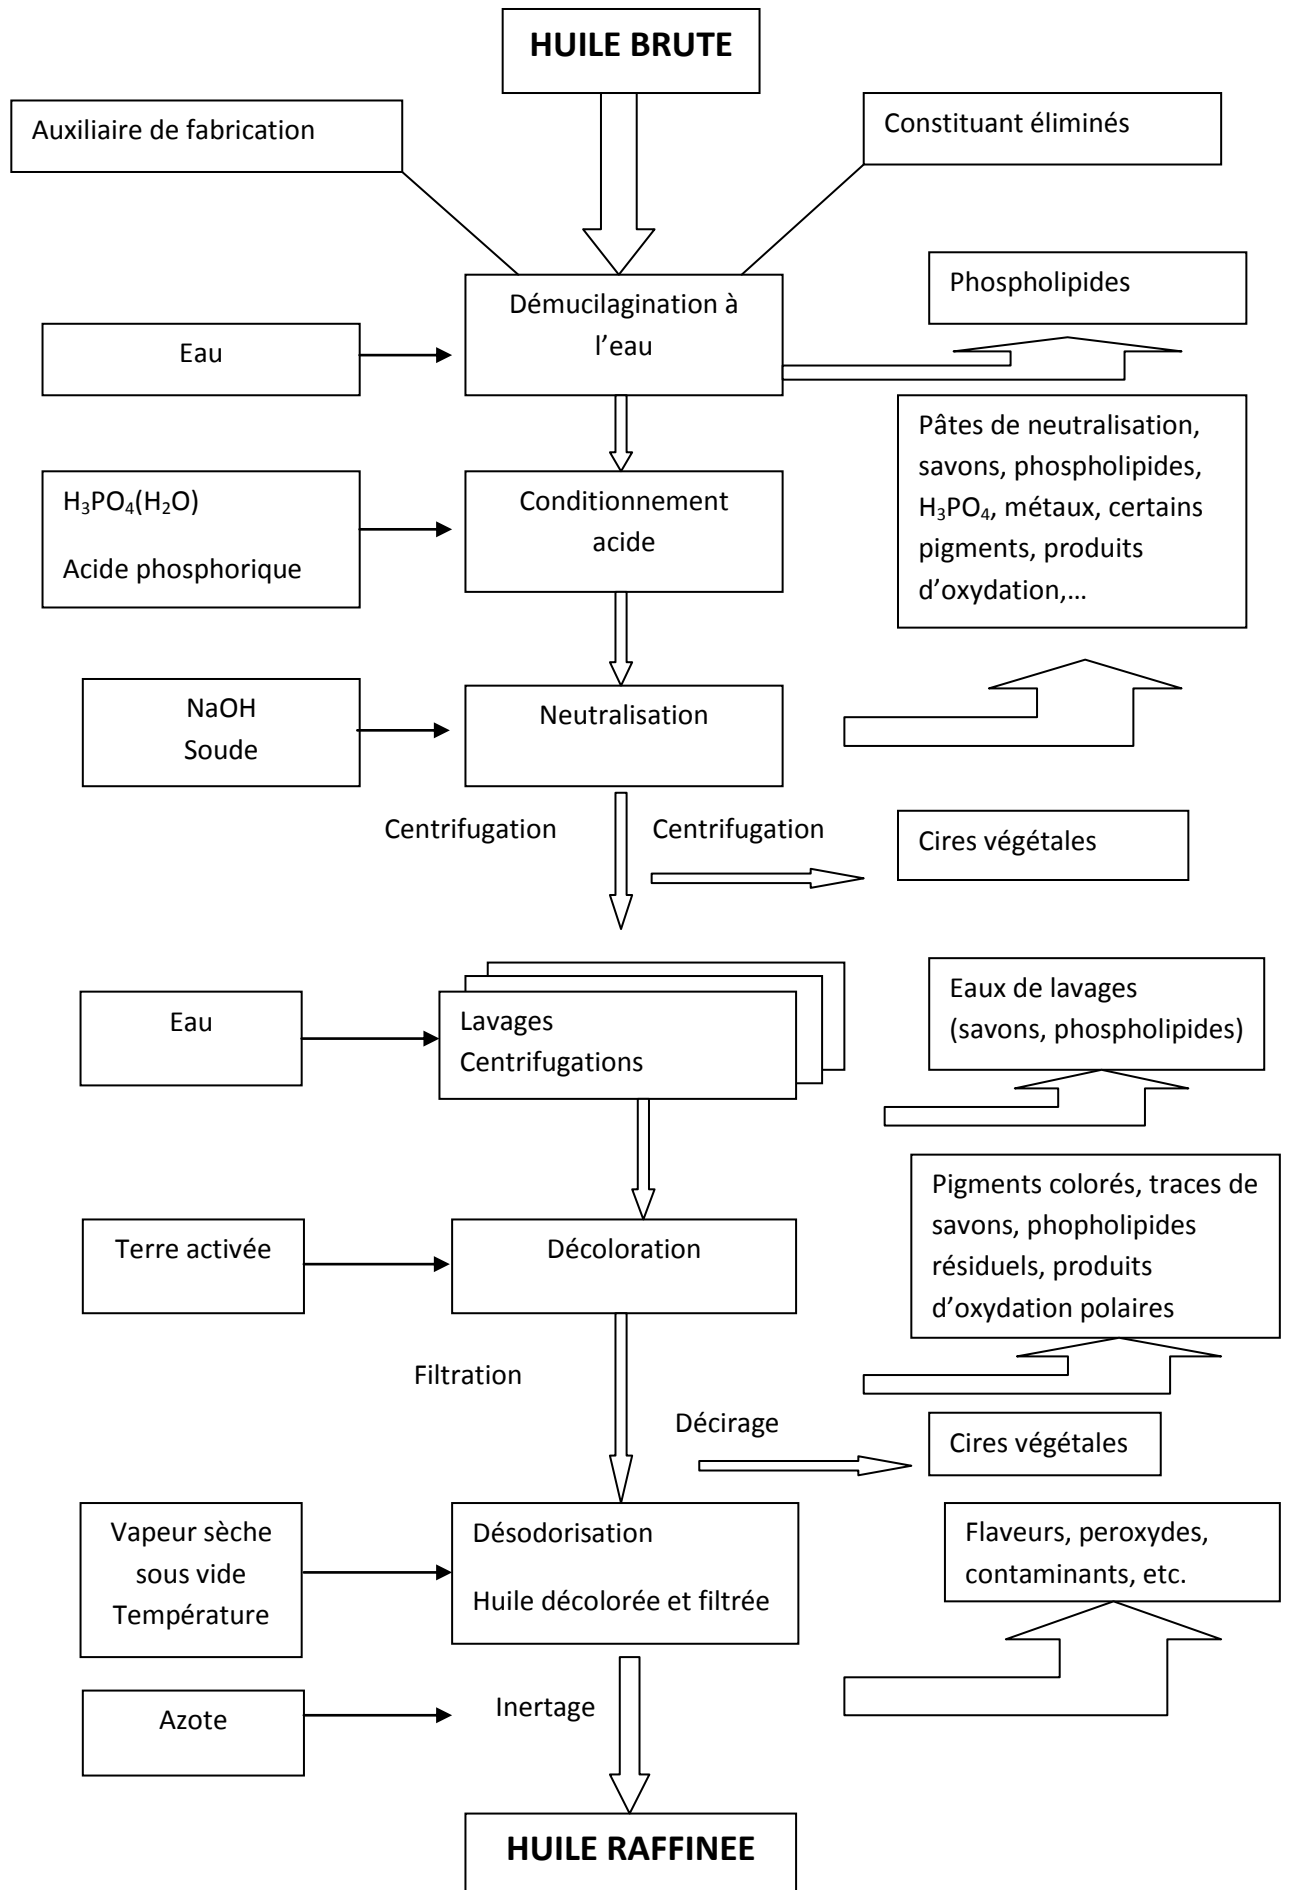 HUILE BRUTE
Auxiliaire de fabrication
Constituant éliminés
Démucilagination à
l’eau
Phospholipides
Eau
Pâtes de neutralisation,
savons, phospholipides,
H₃PO₄, métaux, certains
pigments, produits
d’oxydation,…
H₃PO₄(H₂O)
Acide phosphorique
Conditionnement
acide
NaOH
Soude
Neutralisation
Centrifugation
Centrifugation
Cires végétales
Eau
Lavages
Centrifugations
Eaux de lavages
(savons, phospholipides)
Terre activée
Décoloration
Pigments colorés, traces de
savons, phopholipides
résiduels, produits
d’oxydation polaires
Filtration
Décirage
Cires végétales
Vapeur sèche
sous vide
Température
Désodorisation
Huile décolorée et filtrée
Flaveurs, peroxydes,
contaminants, etc.
Azote
Inertage
HUILE RAFFINEE